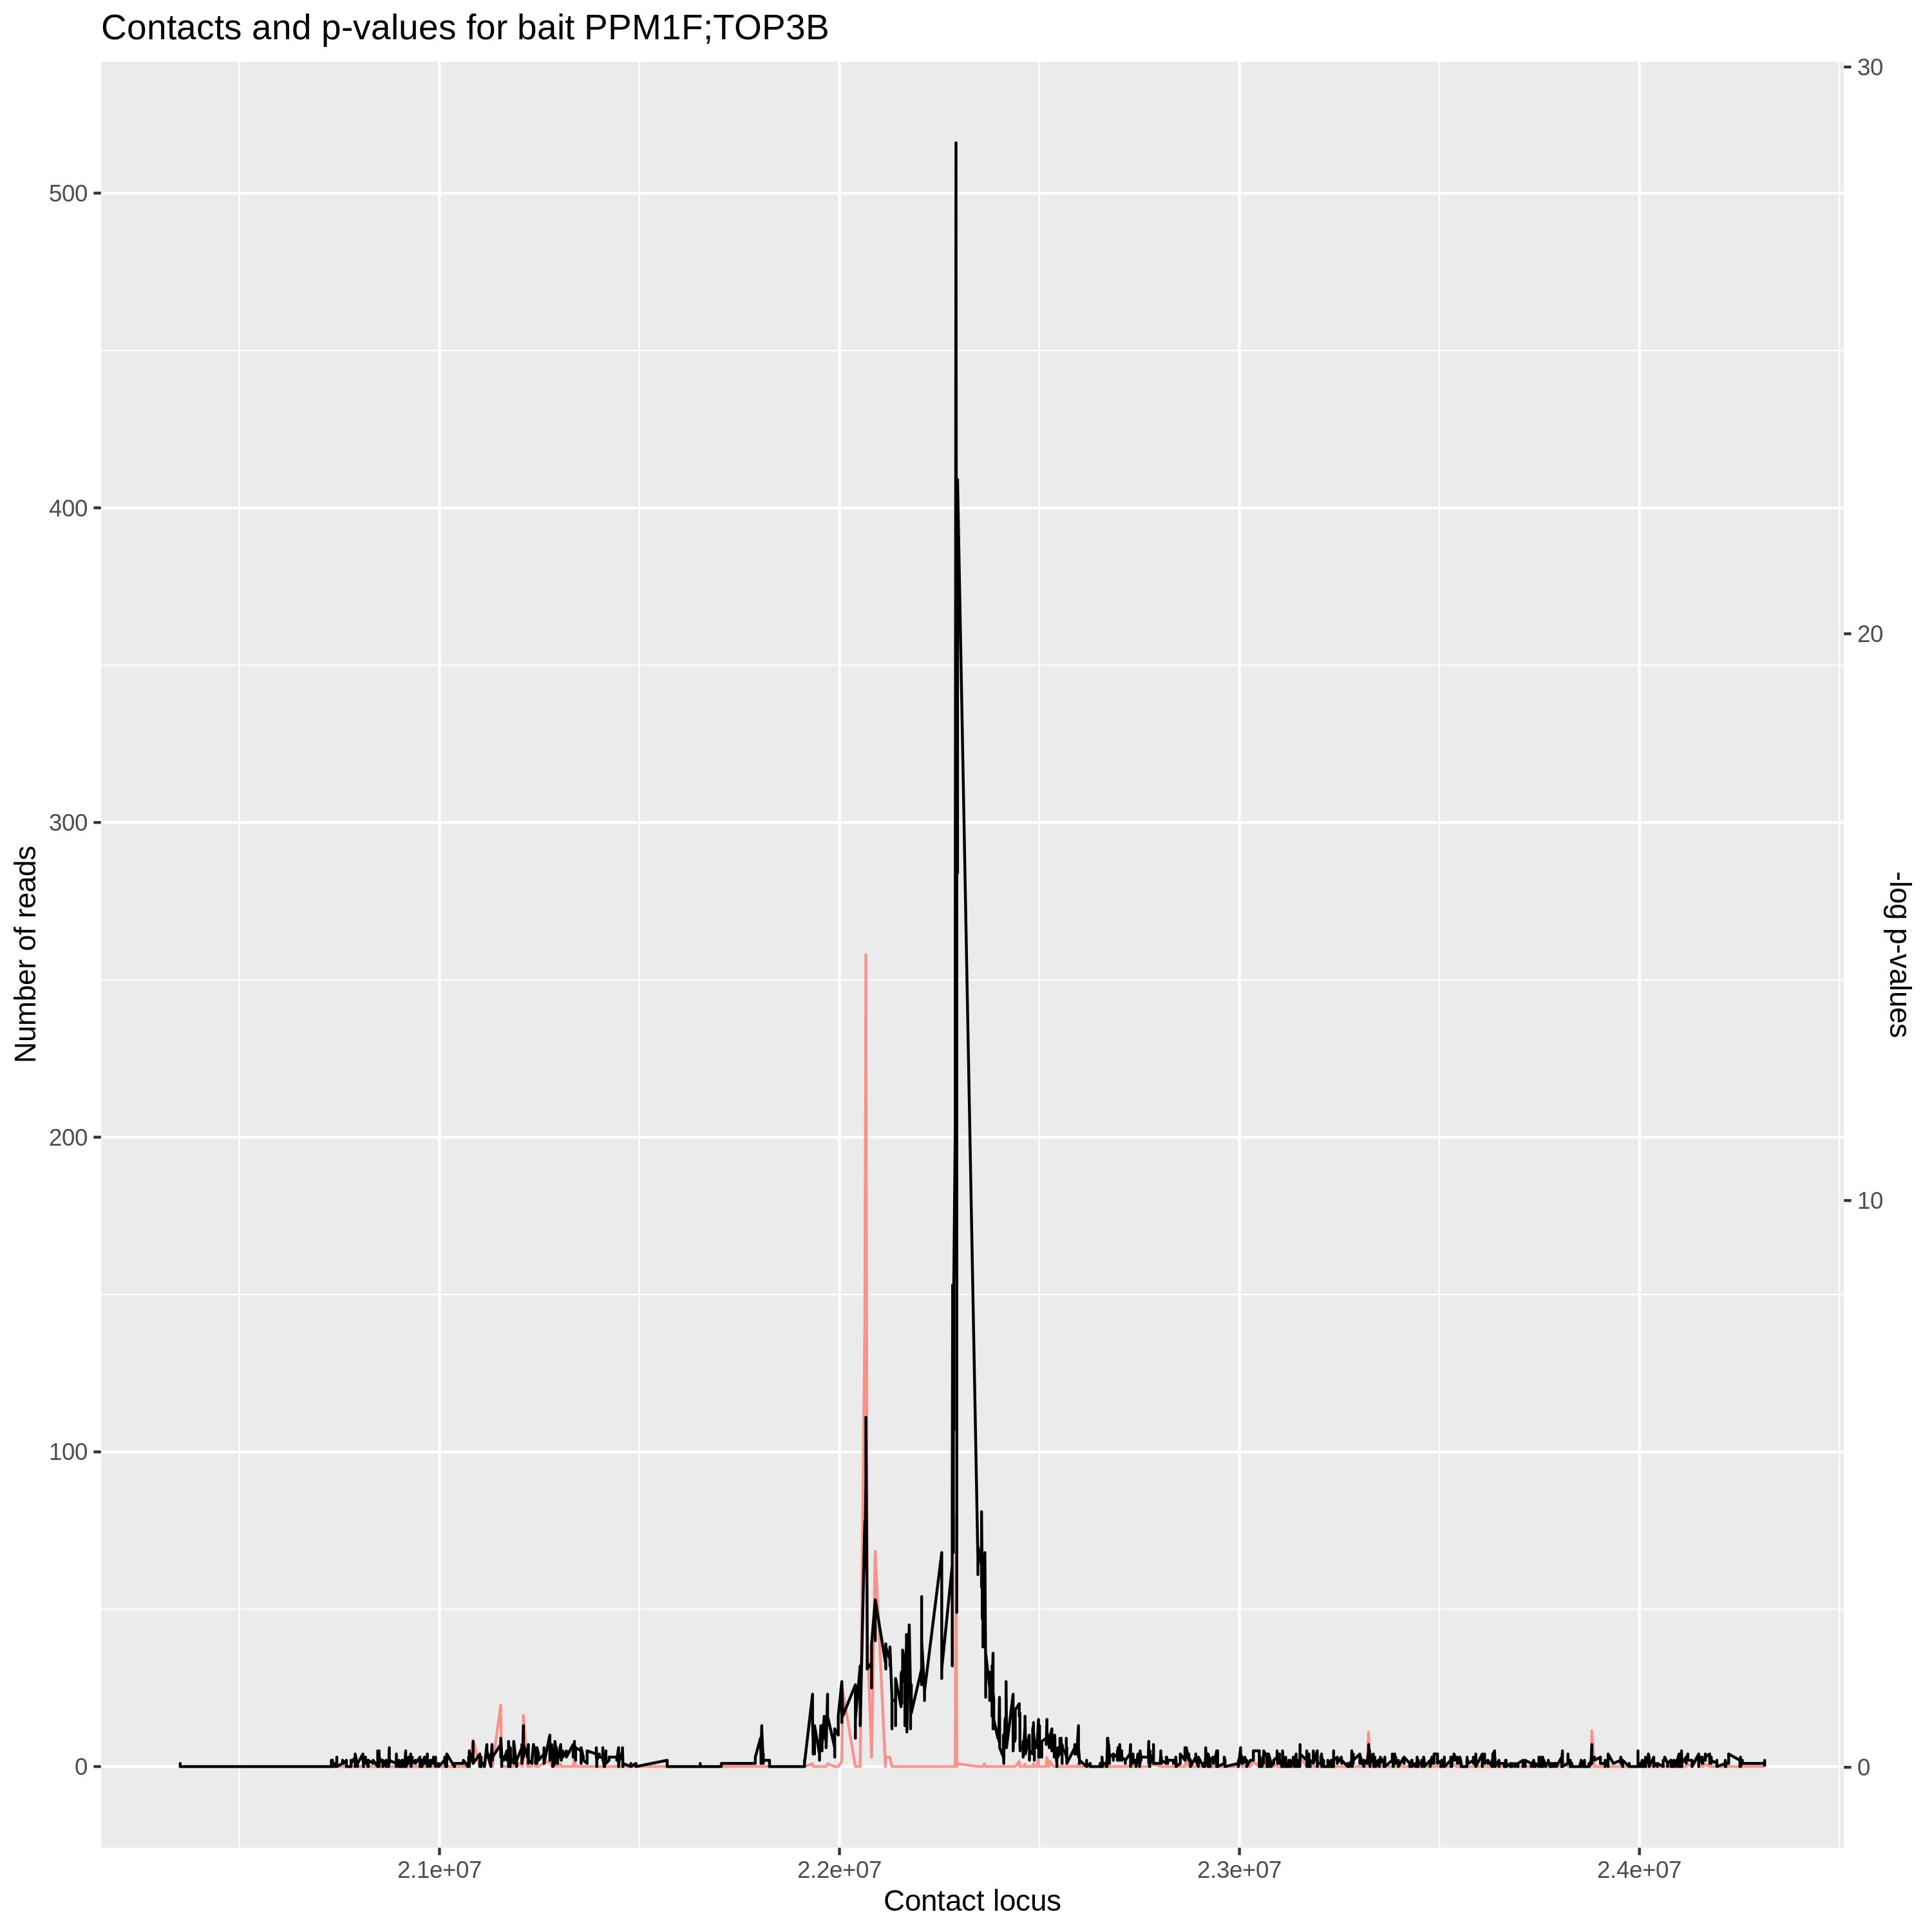 Contacts and p-values for bait PPM1F;TOP3B
30
500
400
20
300
Number of reads
-log p-values
200
10
100
0
0
2.1e+07
2.2e+07
2.3e+07
2.4e+07
Contact locus